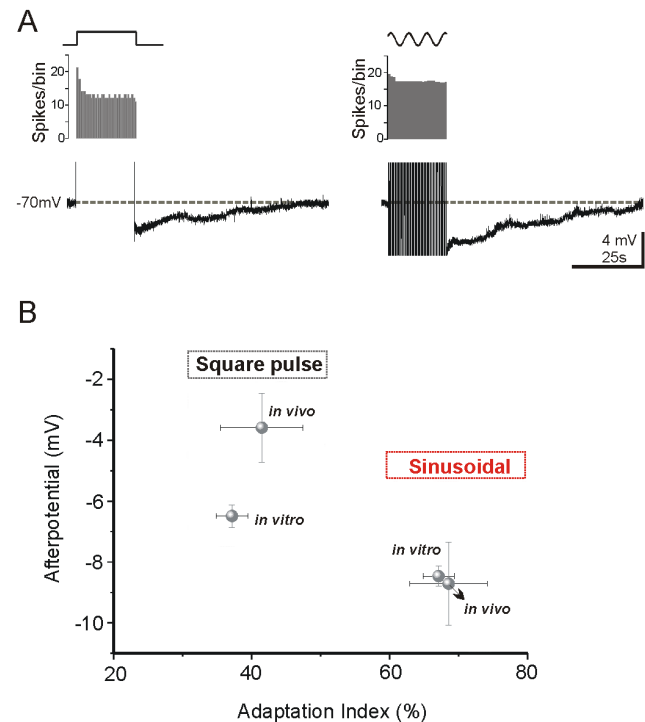 A
Spikes/bin
20
10
0
Spikes/bin
20
10
0
-70mV
4 mV
25s
B
Square pulse
in vivo
in vitro
Sinusoidal
in vitro
in vivo
Afterpotential (mV)
-2
-4
-6
-8
-10
20
40
60
80
Adaptation Index (%)